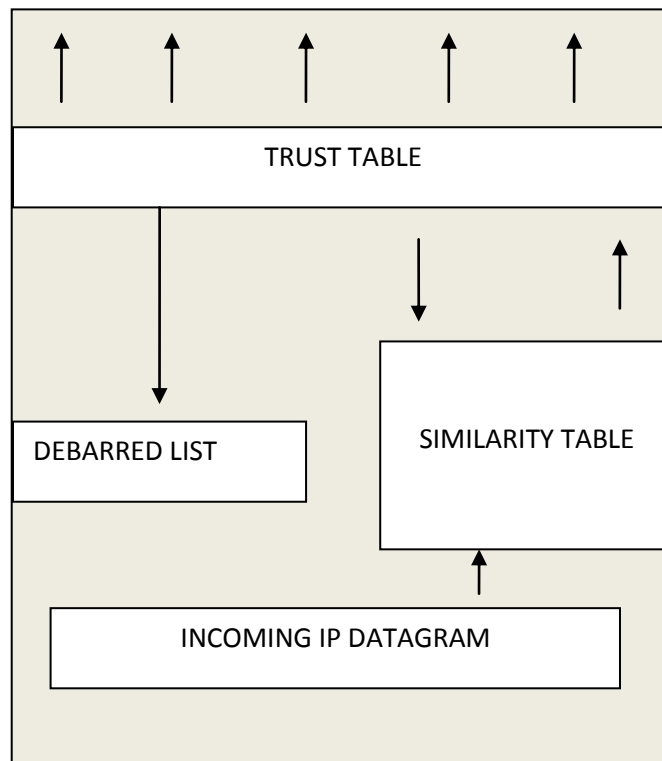 TRUST TABLE
DEBARRED LIST
SIMILARITY TABLE
INCOMING IP DATAGRAM